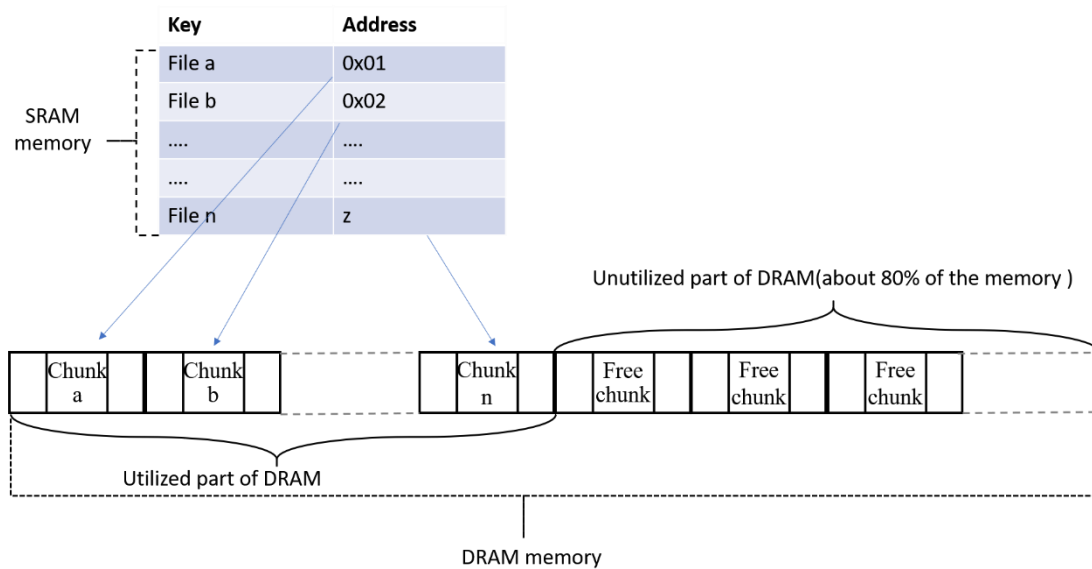 Key Address
File a 0x01
File b 0x02
.... ....
.... ....
File n z
SRAM
memory
Unutilized part of DRAM(about 80% of the memory )
Chunk
a
Chunk
b
Chunk
n
Free
chunk
Free
chunk
Free
chunk
Utilized part of DRAM
DRAM memory